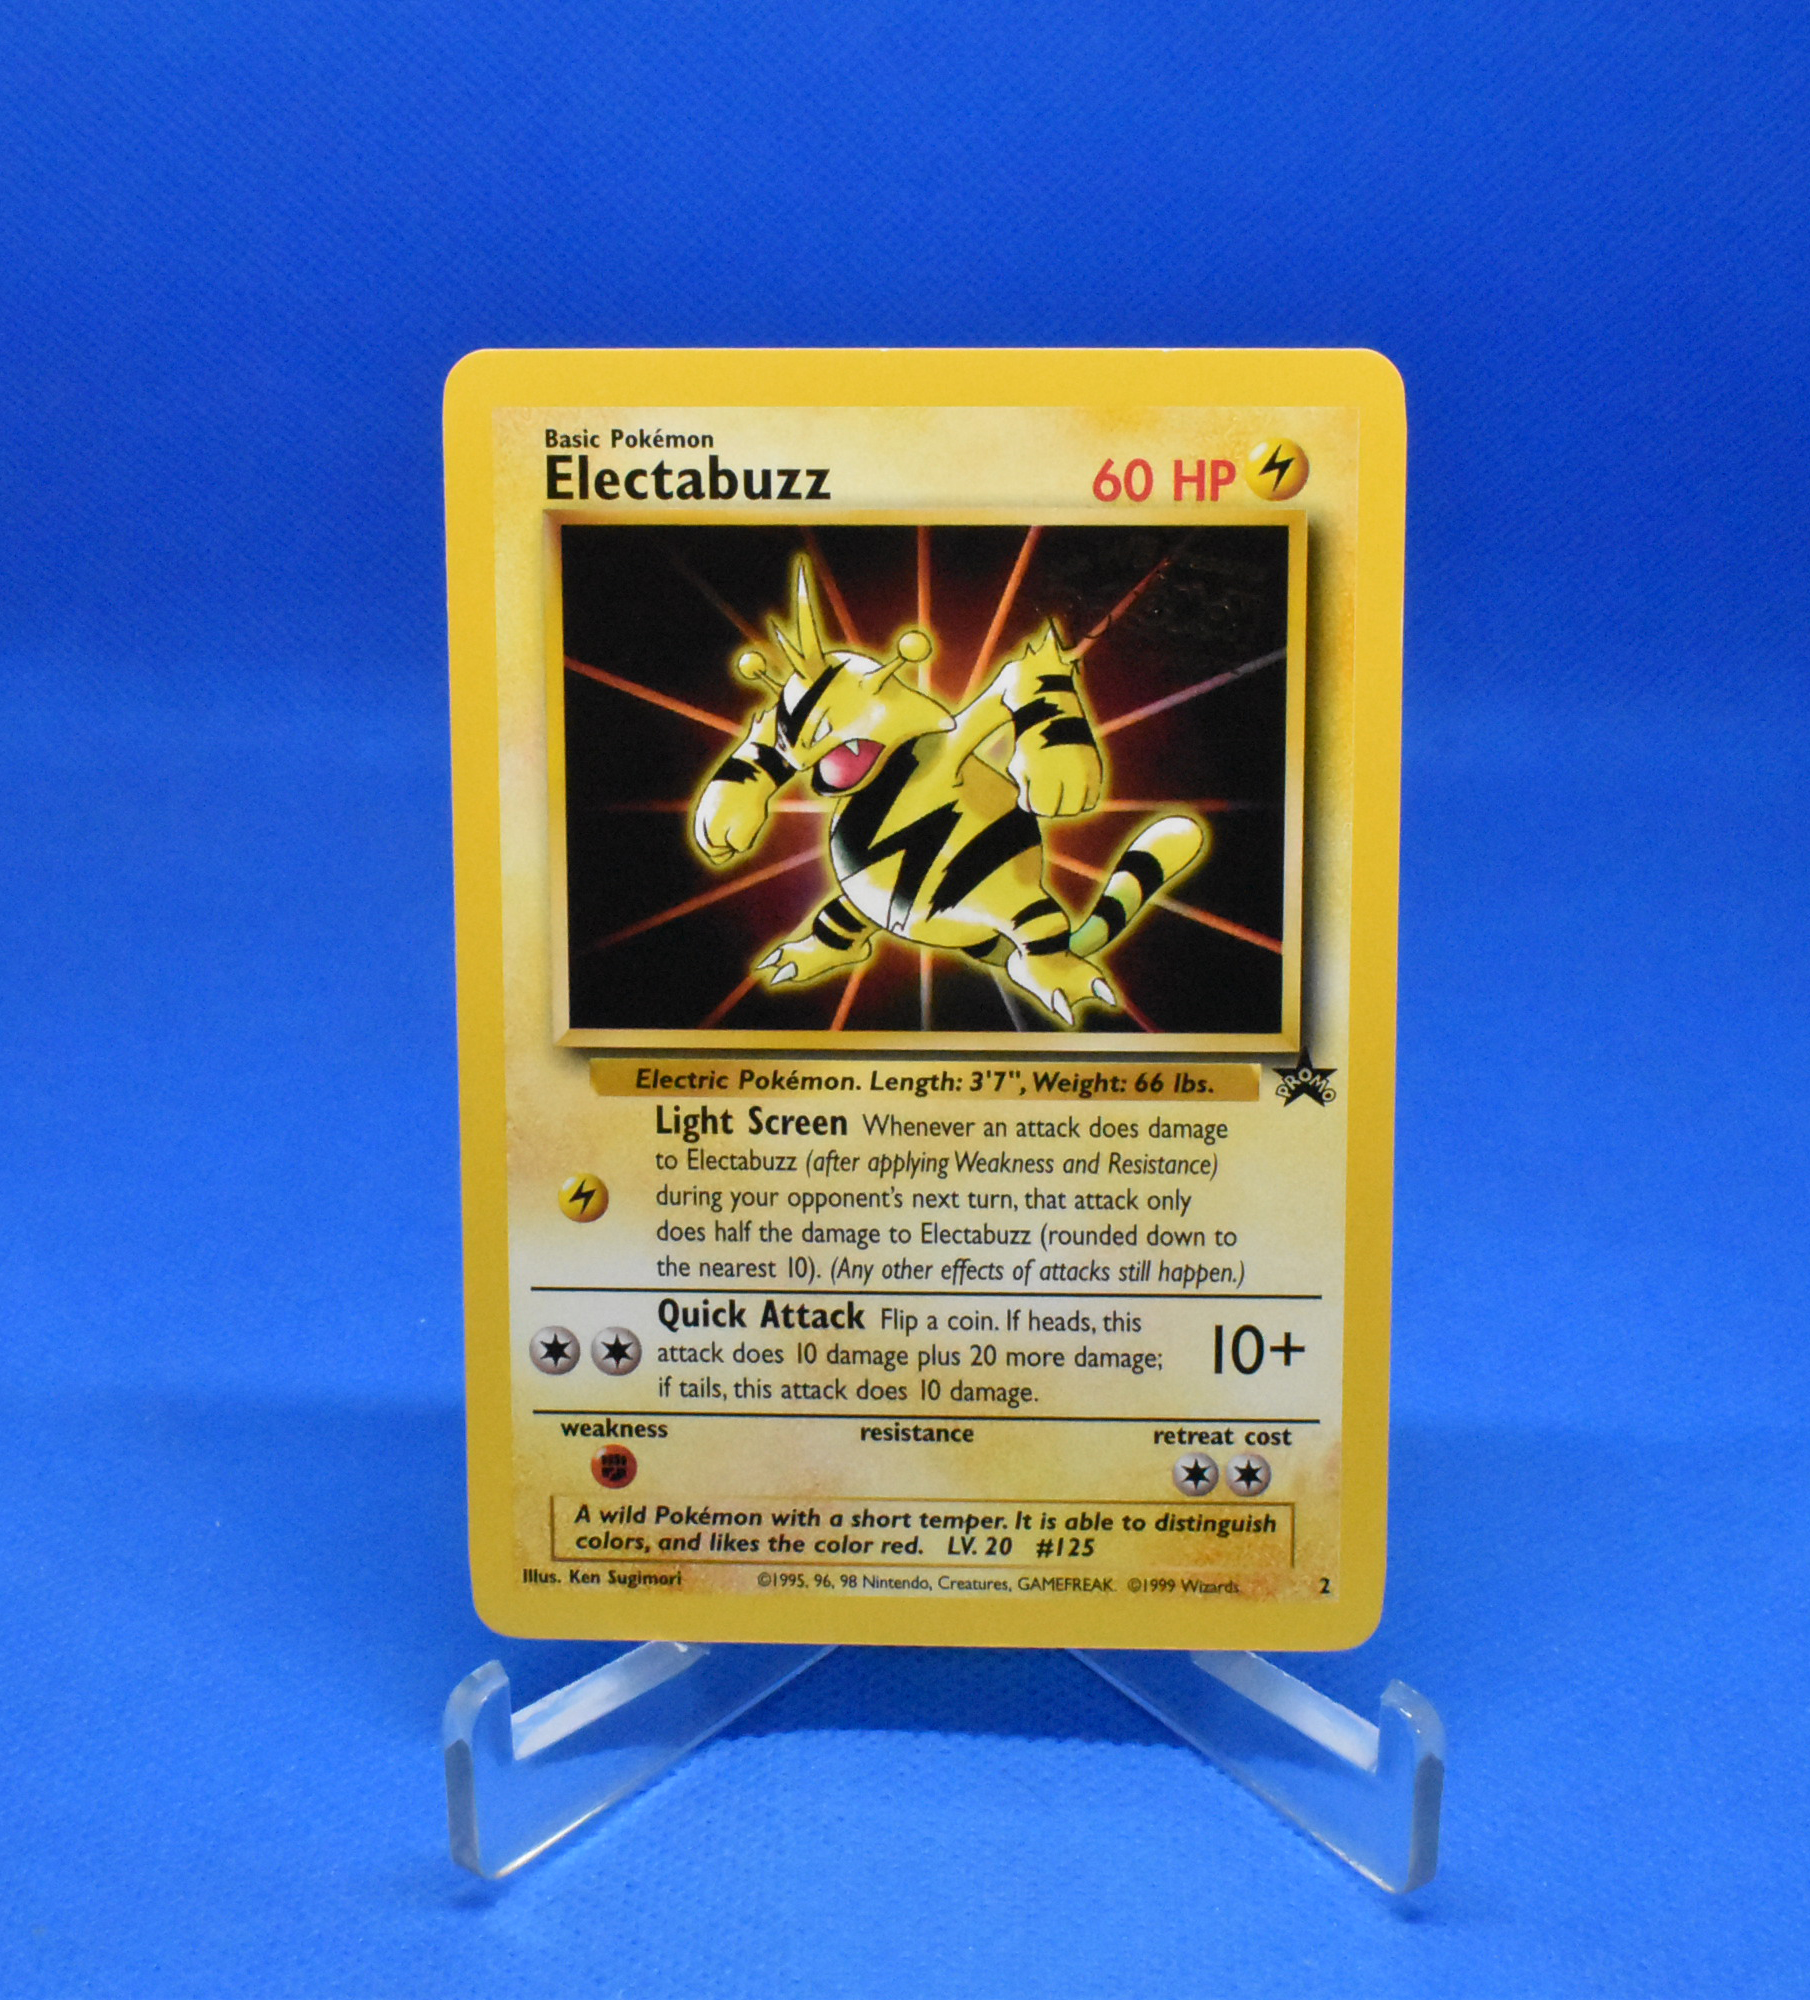 Basic Pokémon
Electabuzz
60 HP
Electric Pokémon. Length: 3'7", Weight: 66 lbs.
PROMO
Light Screen Whenever an attack does damage
to Electabuzz (after applying Weakness and Resistance)
during your opponent's next turn, that attack only
does half the damage to Electabuzz (rounded down to
the nearest 10). (Any other effects of attacks still happen.)
Quick Attack Flip a coin. If heads, this
attack does 10 damage plus 20 more damage;
if tails, this attack does 10 damage.
10+
weakness
resistance
retreat cost
A wild Pokémon with a short temper. It is able to distinguish
colors, and likes the color red. LV. 20 #125
Illus. Ken Sugimori
©1995, 96, 98 Nintendo, Creatures, GAMEFREAK. ©1999 Wizards
2